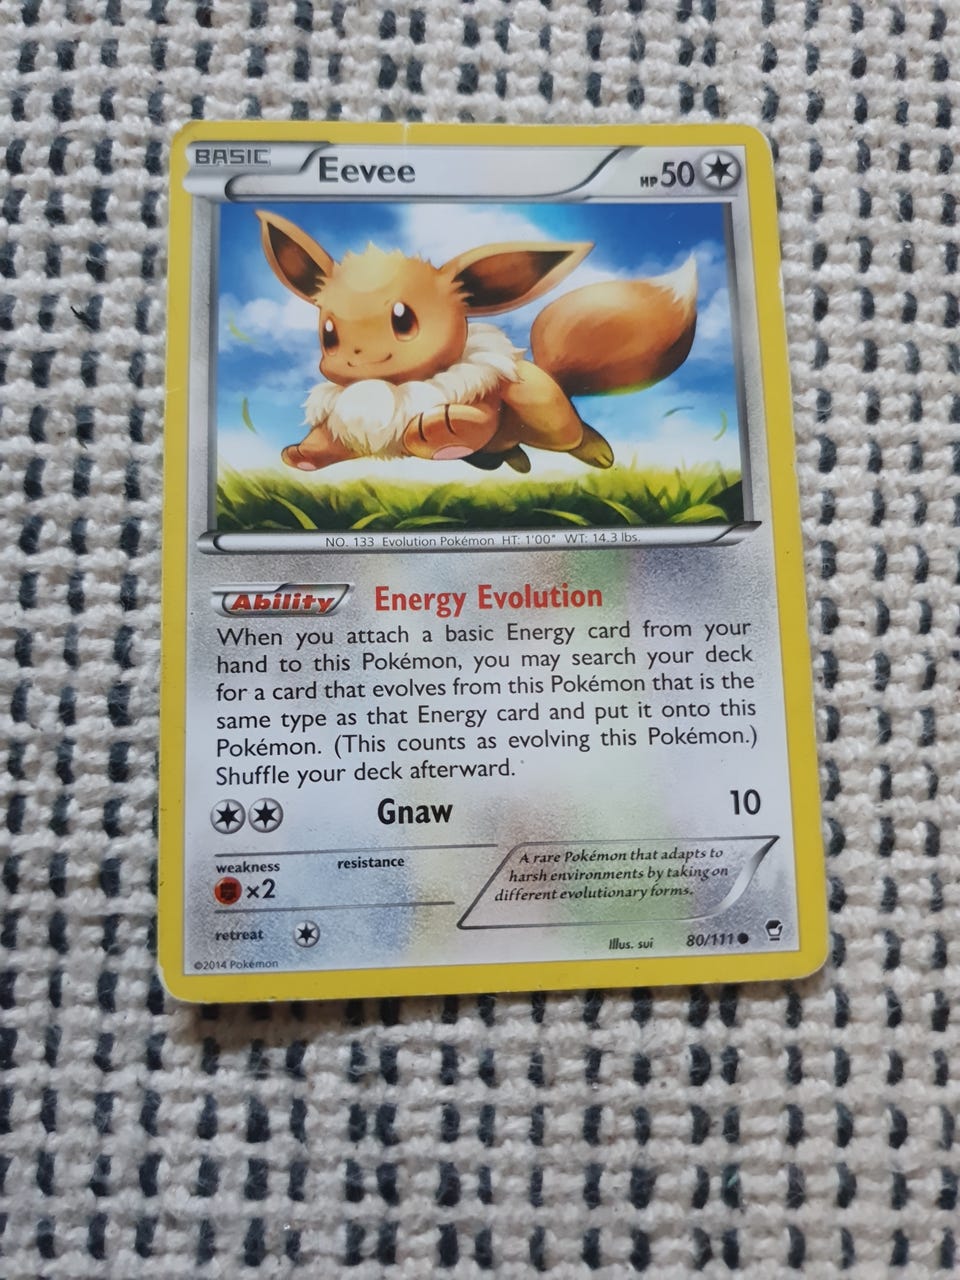 BASIC Eevee HP 50
NO. 133 Evolution Pokémon HT: 1'00" WT: 14.3 lbs.
Ability Energy Evolution
When you attach a basic Energy card from your
hand to this Pokémon, you may search your deck
for a card that evolves from this Pokémon that is the
same type as that Energy card and put it onto this
Pokémon. (This counts as evolving this Pokémon.)
Shuffle your deck afterward.
Gnaw 10
weakness resistance
×2
A rare Pokémon that adapts to
harsh environments by taking on
different evolutionary forms.
retreat
Illus. sui 80/111
©2014 Pokémon